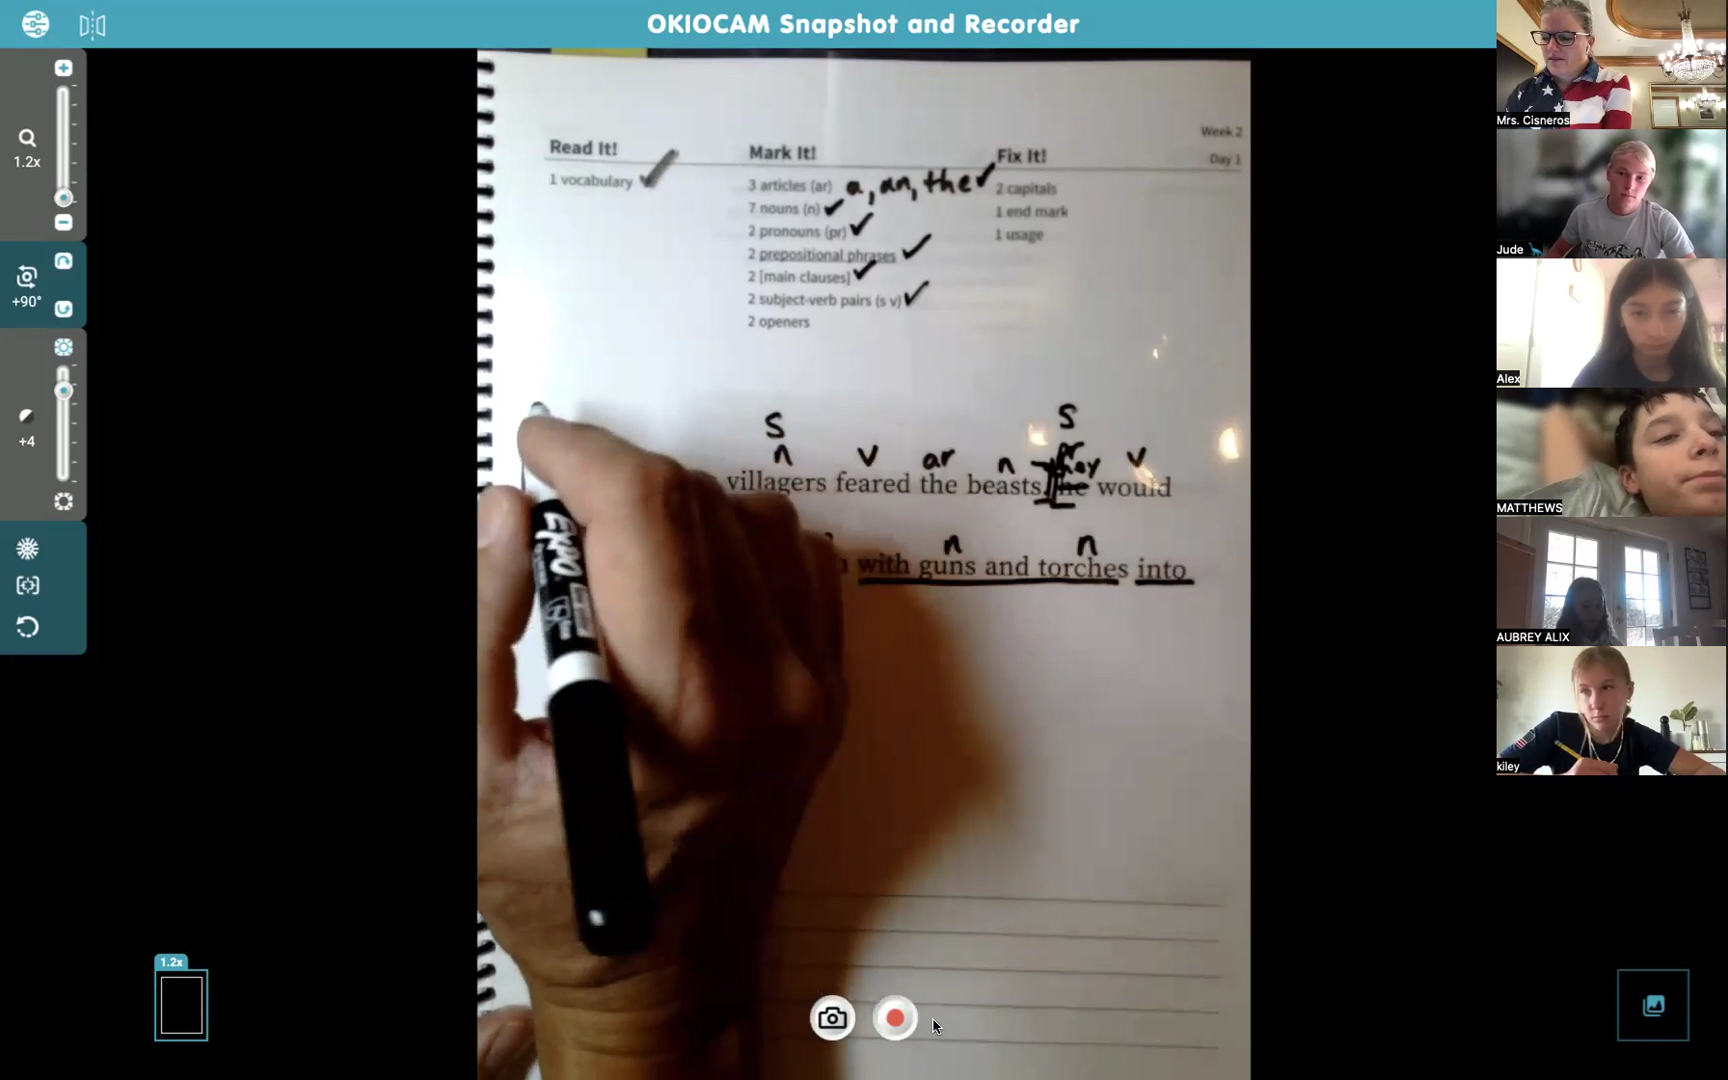 OKIOCAM Snapshot and Recorder
1.2x
+90°
+4
Week 2
Day 1
Read It!
Mark It!
Fix It!
1 vocabulary
3 articles (ar) a, an, the
7 nouns (n)
2 pronouns (pr)
2 prepositional phrases
2 [main clauses]
2 subject-verb pairs (s v)
2 openers
2 capitals
1 end mark
1 usage
S S
n v ar n pr v
they
villagers feared the beasts he would
n n
with guns and torches into
EXPO
1.2x
Mrs. Cisneros
Jude
Alex
MATTHEWS
AUBREY ALIX
kiley